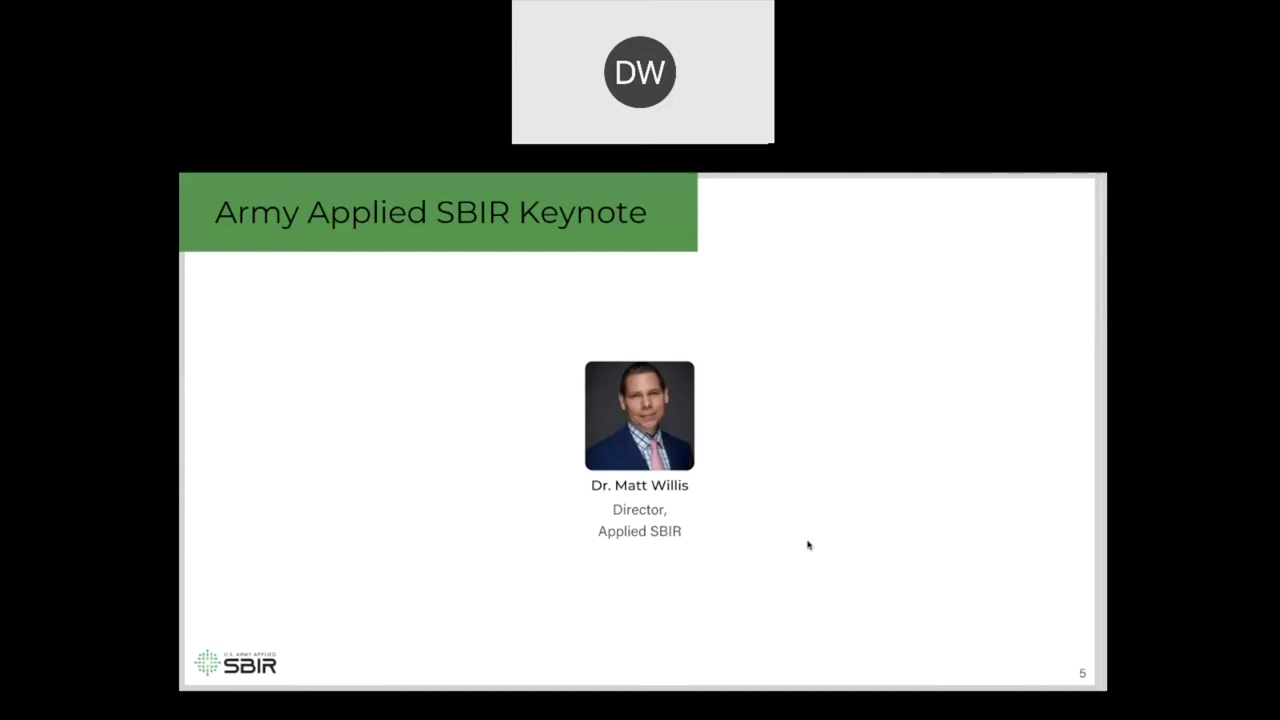 DW
Army Applied SBIR Keynote
Dr. Matt Willis
Director,
Applied SBIR
U.S. ARMY APPLIED
SBIR
5